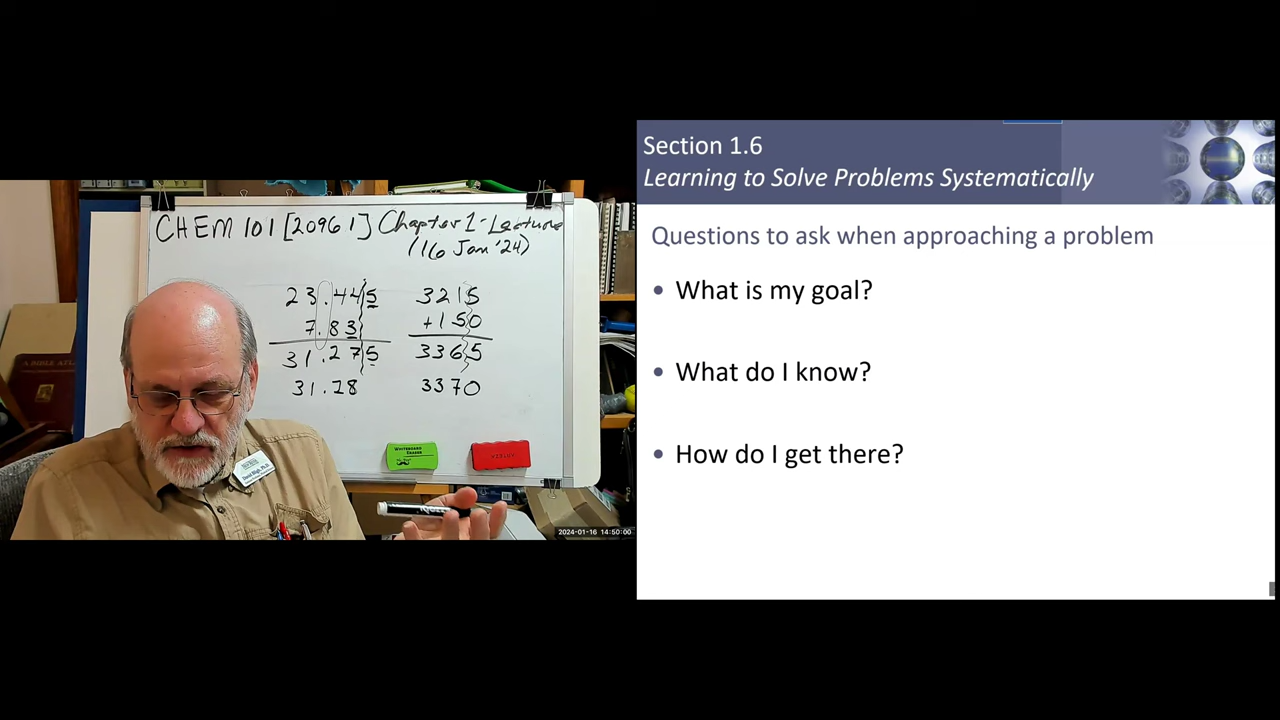 CHEM 101 [20961] Chapter 1-Lecture
(16 Jan '24)
23.445
7.83
31.275
31.28
3215
+150
3365
3370
WHITEBOARD
ERASER
2024-01-16 14:50:00
Section 1.6
Learning to Solve Problems Systematically
Questions to ask when approaching a problem
• What is my goal?
• What do I know?
• How do I get there?